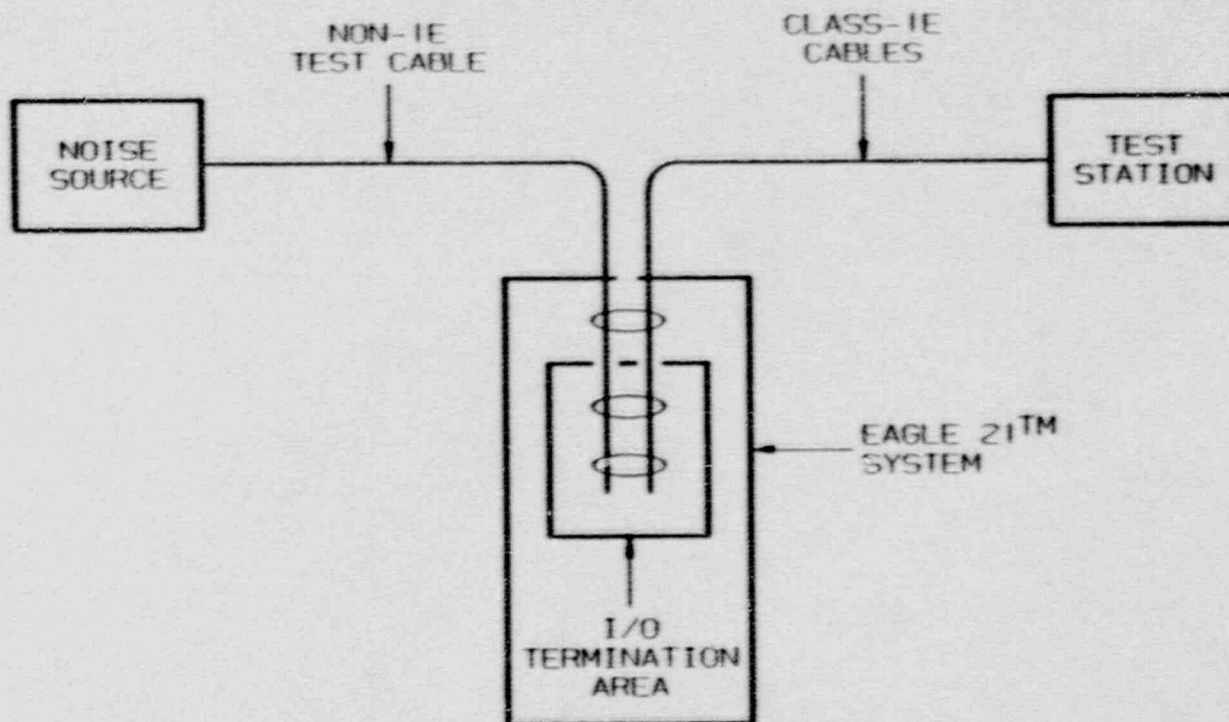 NON-IE
TEST CABLE
CLASS-IE
CABLES
NOISE
SOURCE
TEST
STATION
EAGLE 21™
SYSTEM
I/O
TERMINATION
AREA